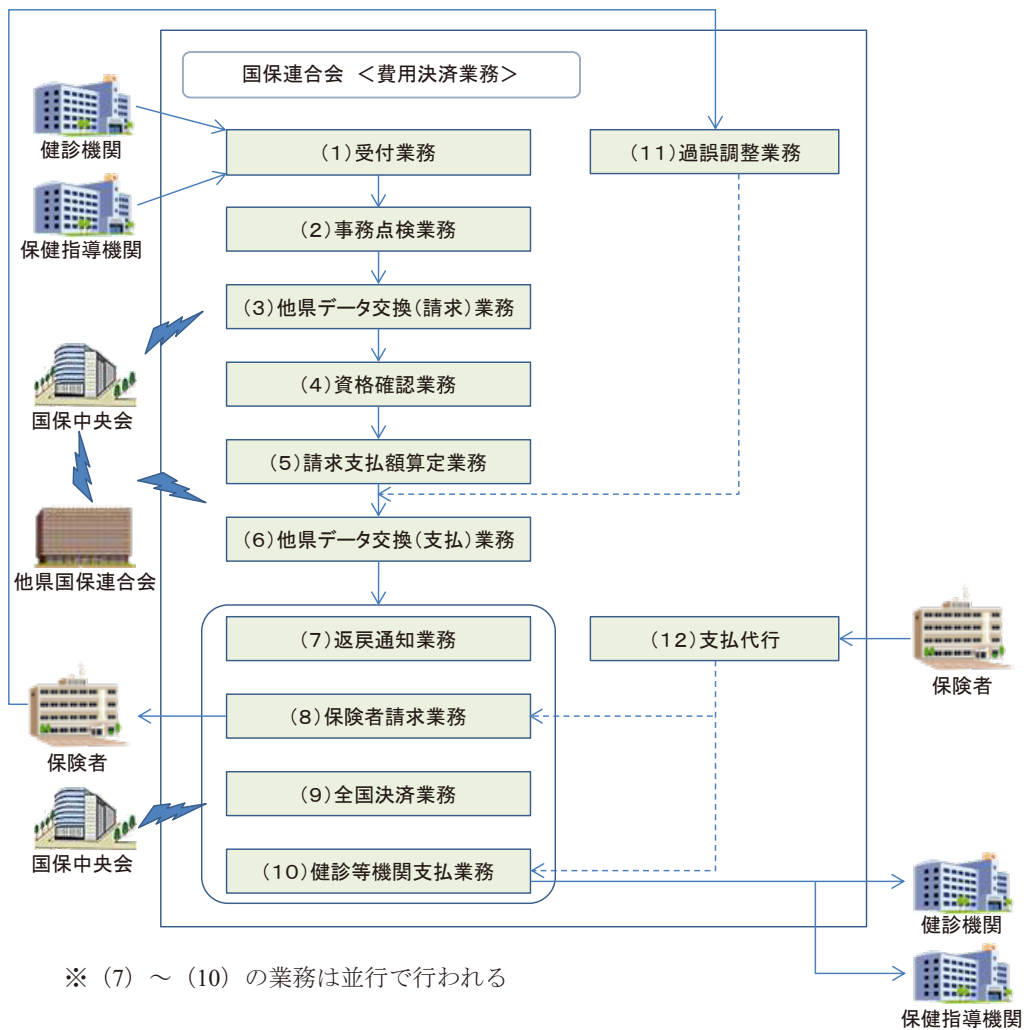 国保連合会 <費用決済業務>
健診機関
(1)受付業務
(11)過誤調整業務
保健指導機関
(2)事務点検業務
(3)他県データ交換(請求)業務
(4)資格確認業務
国保中央会
(5)請求支払額算定業務
(6)他県データ交換(支払)業務
他県国保連合会
(7)返戻通知業務
(12)支払代行
保険者
(8)保険者請求業務
保険者
(9)全国決済業務
国保中央会
(10)健診等機関支払業務
健診機関
※(7)~(10)の業務は並行で行われる
保健指導機関